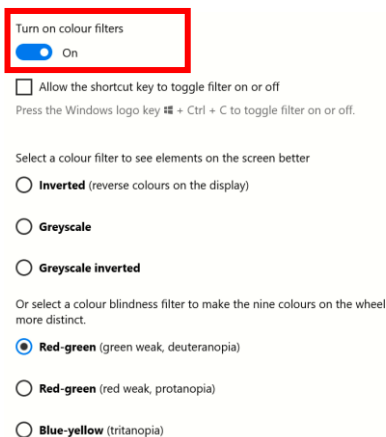 Turn on colour filters
On
Allow the shortcut key to toggle filter on or off
Press the Windows logo key + Ctrl + C to toggle filter on or off.
Select a colour filter to see elements on the screen better
Inverted (reverse colours on the display)
Greyscale
Greyscale inverted
Or select a colour blindness filter to make the nine colours on the wheel
more distinct.
Red-green (green weak, deuteranopia)
Red-green (red weak, protanopia)
Blue-yellow (tritanopia)